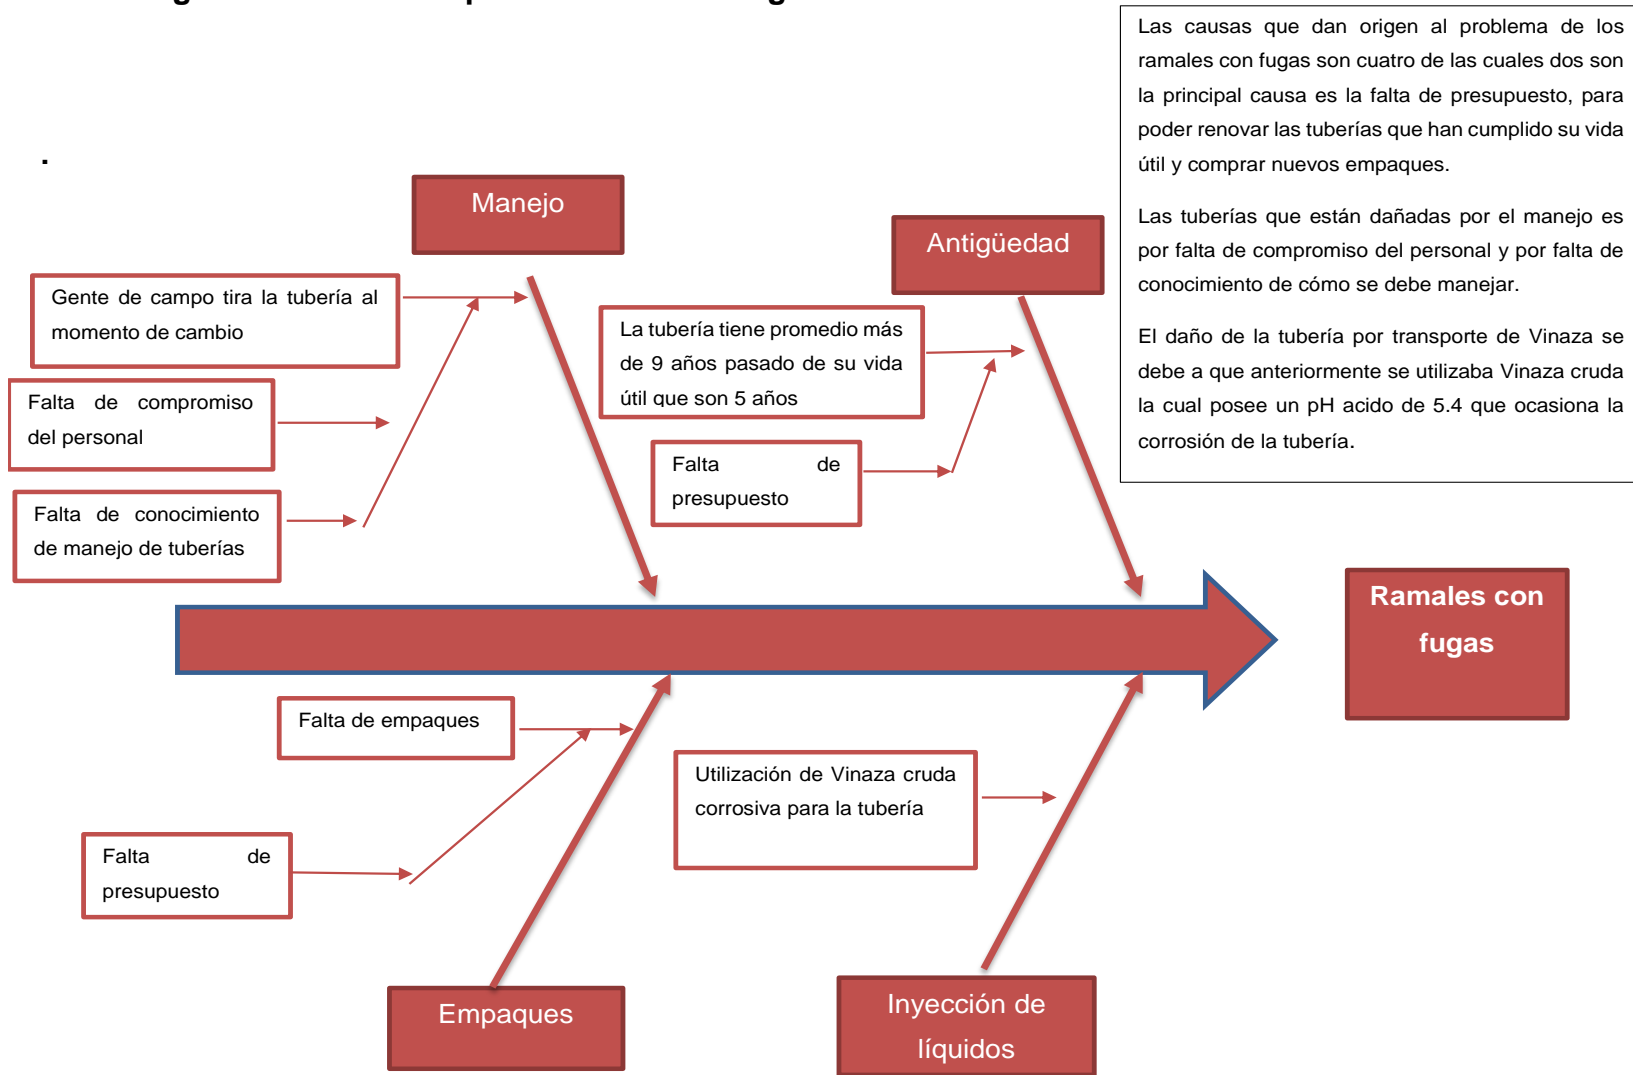 Las causas que dan origen al problema de los
ramales con fugas son cuatro de las cuales dos son
la principal causa es la falta de presupuesto, para
poder renovar las tuberías que han cumplido su vida
útil y comprar nuevos empaques.
Las tuberías que están dañadas por el manejo es
por falta de compromiso del personal y por falta de
conocimiento de cómo se debe manejar.
El daño de la tubería por transporte de Vinaza se
debe a que anteriormente se utilizaba Vinaza cruda
la cual posee un pH acido de 5.4 que ocasiona la
corrosión de la tubería.
.
Manejo
Antigüedad
Gente de campo tira la tubería al
momento de cambio
La tubería tiene promedio más
de 9 años pasado de su vida
útil que son 5 años
Falta de compromiso
del personal
Falta de
presupuesto
Falta de conocimiento
de manejo de tuberías
Ramales con
fugas
Falta de empaques
Utilización de Vinaza cruda
corrosiva para la tubería
Falta de
presupuesto
Empaques
Inyección de
líquidos